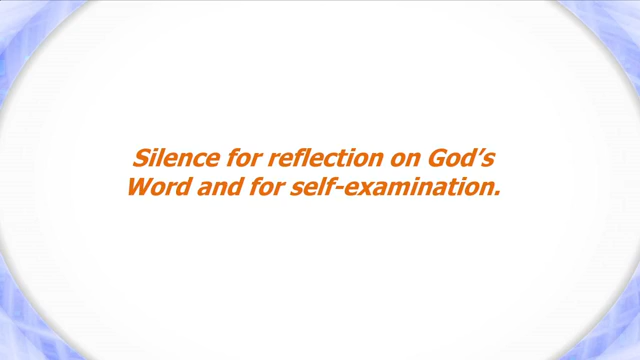 Silence for reflection on God’s
Word and for self-examination.